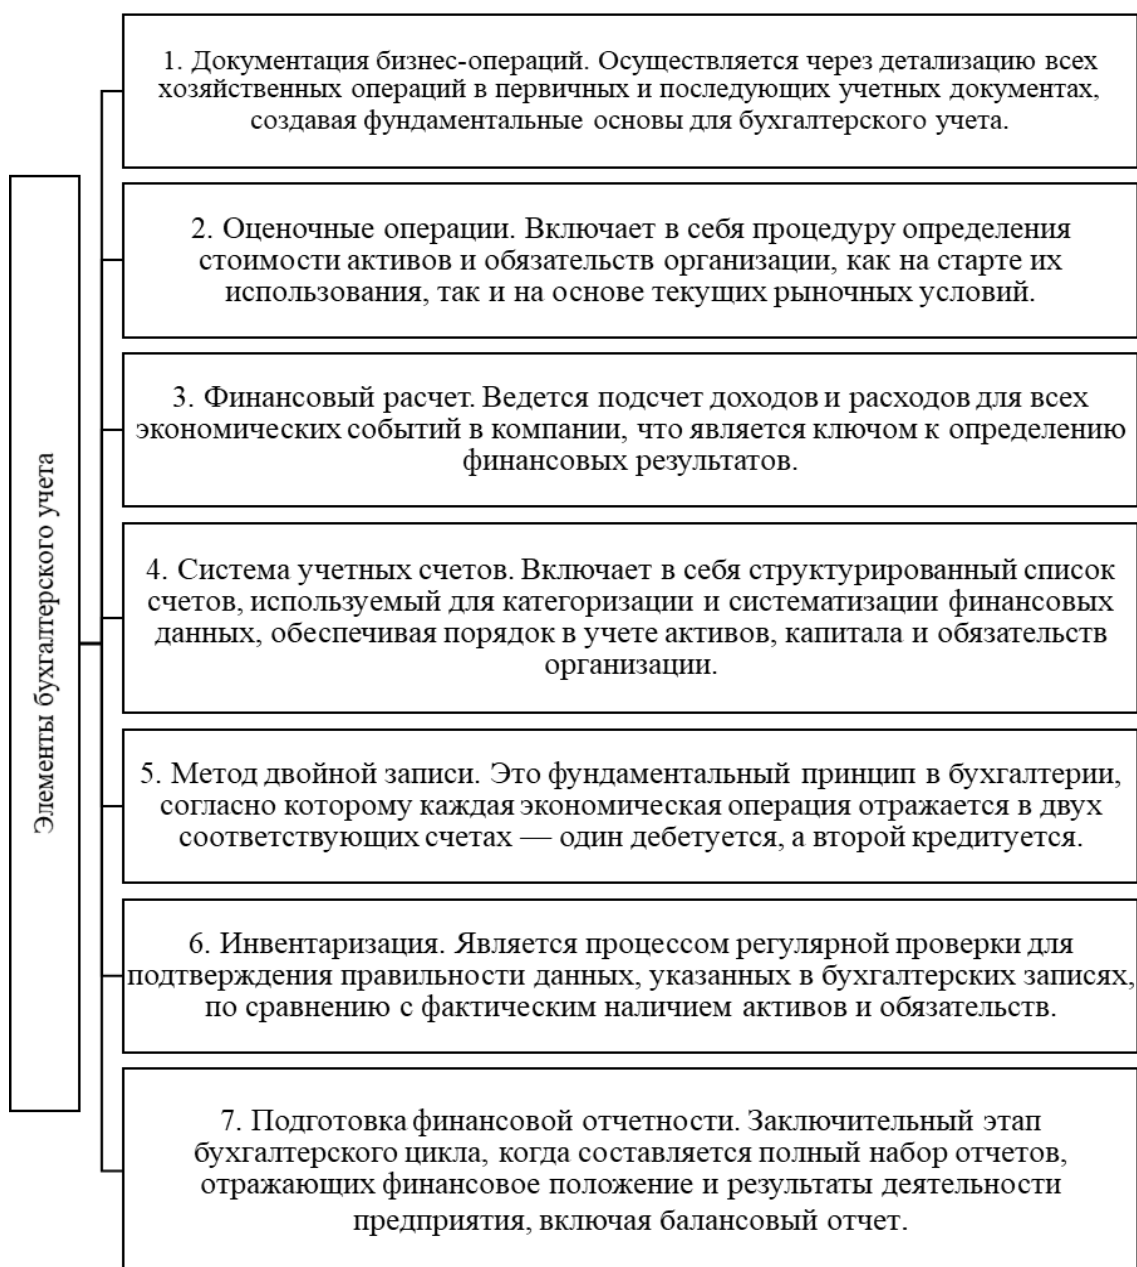 Элементы бухгалтерского учета
1. Документация бизнес-операций. Осуществляется через детализацию всех
хозяйственных операций в первичных и последующих учетных документах,
создавая фундаментальные основы для бухгалтерского учета.
2. Оценочные операции. Включает в себя процедуру определения
стоимости активов и обязательств организации, как на старте их
использования, так и на основе текущих рыночных условий.
3. Финансовый расчет. Ведется подсчет доходов и расходов для всех
экономических событий в компании, что является ключом к определению
финансовых результатов.
4. Система учетных счетов. Включает в себя структурированный список
счетов, используемый для категоризации и систематизации финансовых
данных, обеспечивая порядок в учете активов, капитала и обязательств
организации.
5. Метод двойной записи. Это фундаментальный принцип в бухгалтерии,
согласно которому каждая экономическая операция отражается в двух
соответствующих счетах — один дебетуется, а второй кредитуется.
6. Инвентаризация. Является процессом регулярной проверки для
подтверждения правильности данных, указанных в бухгалтерских записях,
по сравнению с фактическим наличием активов и обязательств.
7. Подготовка финансовой отчетности. Заключительный этап
бухгалтерского цикла, когда составляется полный набор отчетов,
отражающих финансовое положение и результаты деятельности
предприятия, включая балансовый отчет.